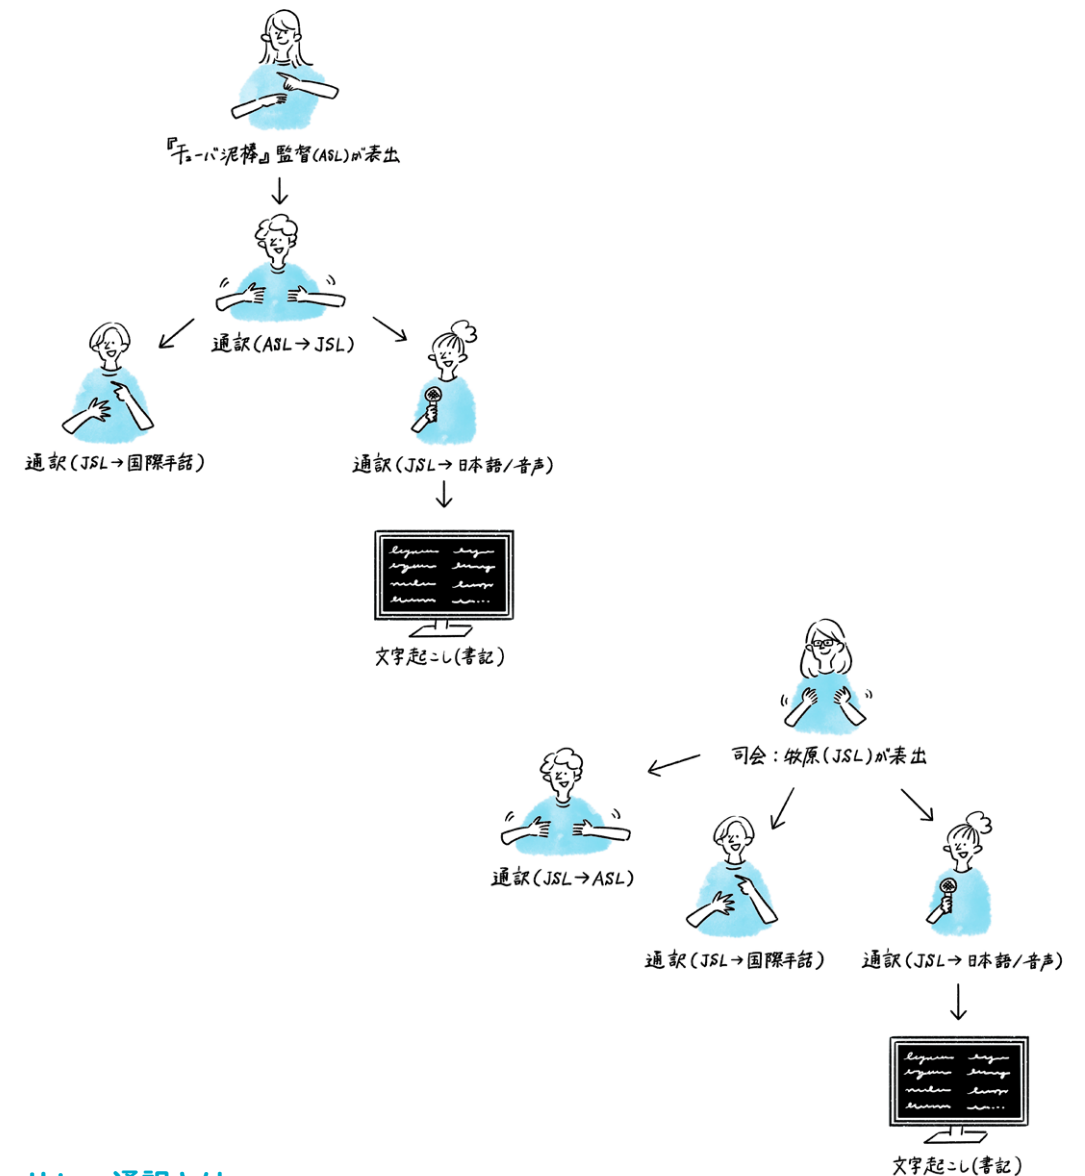 『チューバ泥棒』監督(ASL)が表出
通訳(ASL→JSL)
通訳(JSL→国際手話)
通訳(JSL→日本語/音声)
文字起こし(書記)
司会:牧原(JSL)が表出
通訳(JSL→ASL)
通訳(JSL→国際手話)
通訳(JSL→日本語/音声)
文字起こし(書記)